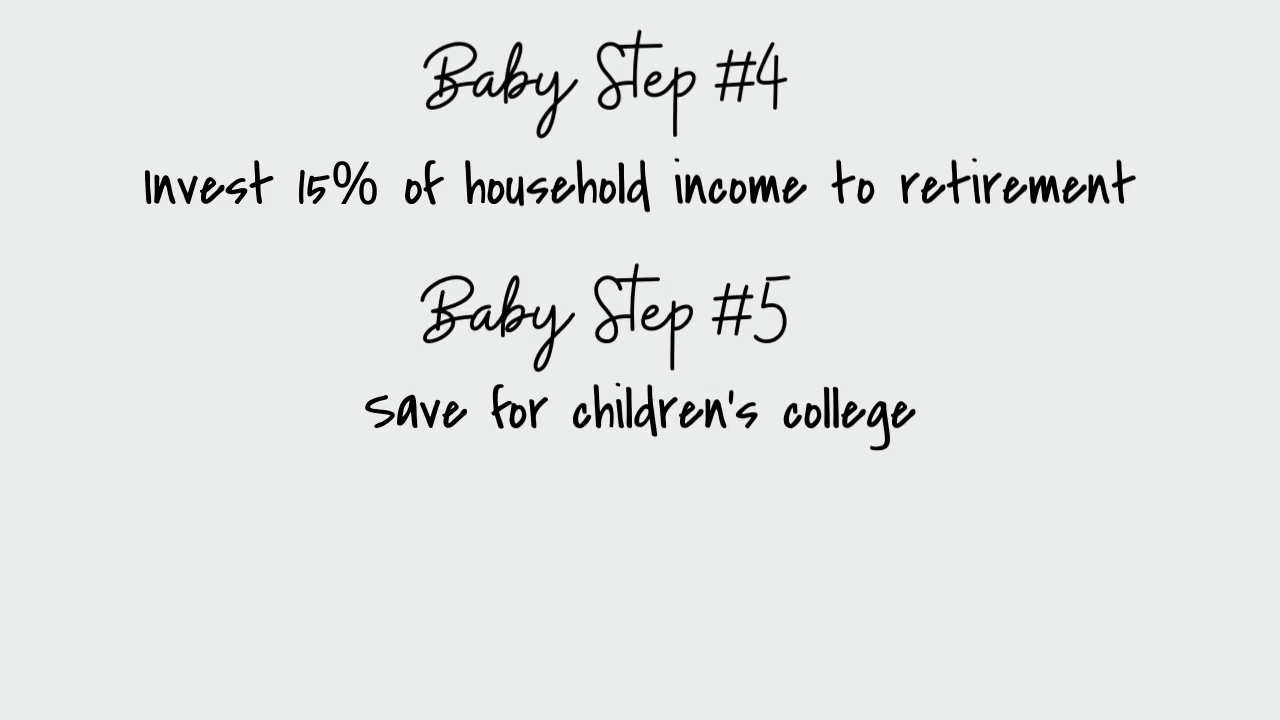 Baby Step #4
Invest 15% of household income to retirement
Baby Step #5
Save for children's college